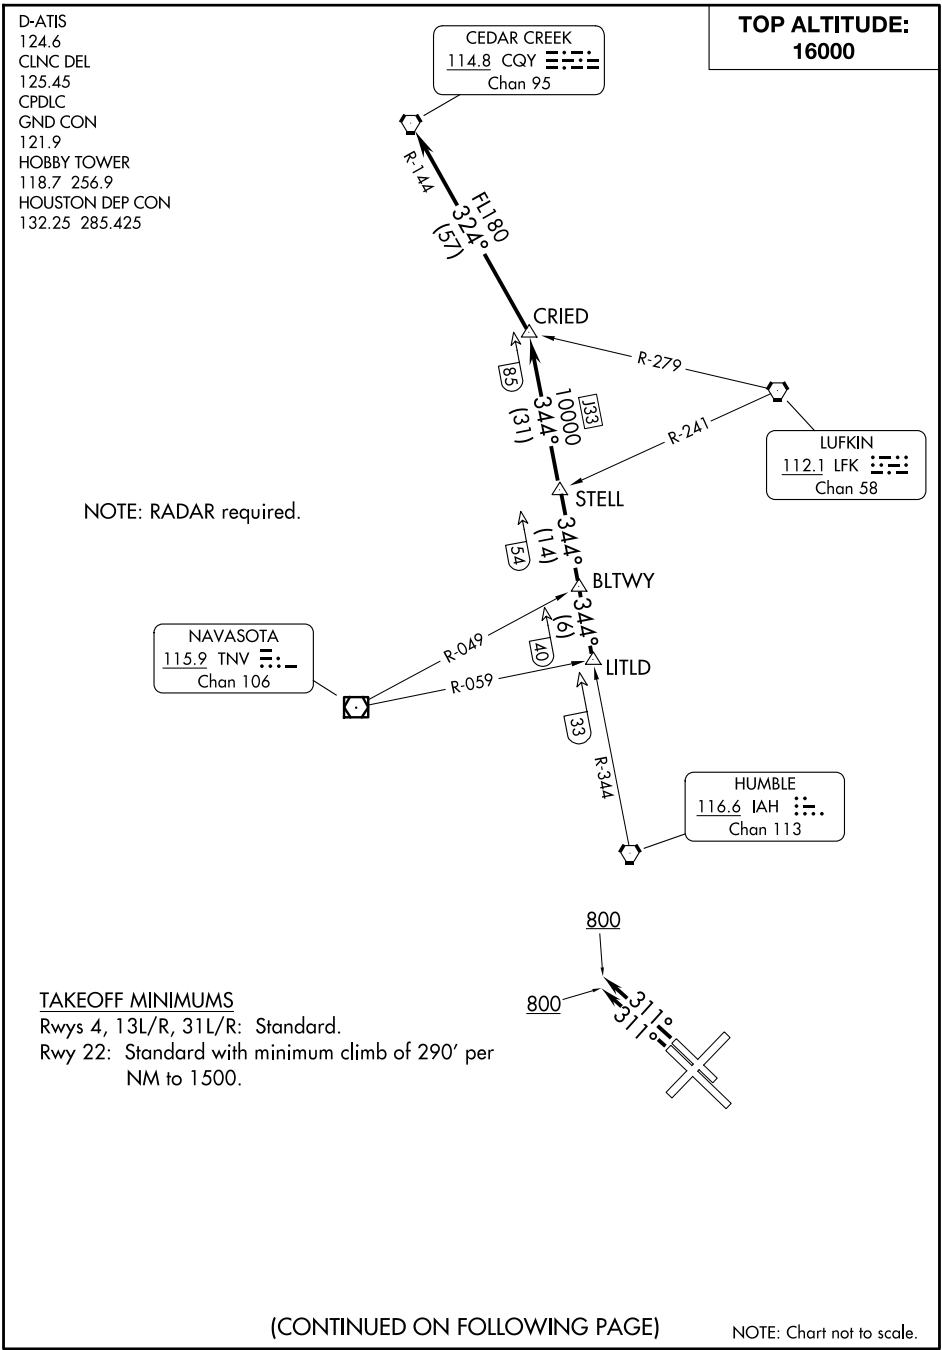 D-ATIS
124.6
CLNC DEL
125.45
CPDLC
GND CON
121.9
HOBBY TOWER
118.7 256.9
HOUSTON DEP CON
132.25 285.425
TOP ALTITUDE:
16000
CEDAR CREEK
114.8 CQY
Chan 95
R-144
FL180
324°
(57)
CRIED
R-279
85
J33
10000
344°
(31)
R-241
LUFKIN
112.1 LFK
Chan 58
STELL
NOTE: RADAR required.
54
344°
(14)
BLTWY
NAVASOTA
115.9 TNV
Chan 106
R-049
40
344°
(6)
R-059
LITLD
33
R-344
HUMBLE
116.6 IAH
Chan 113
800
800
311°
311°
TAKEOFF MINIMUMS
Rwys 4, 13L/R, 31L/R: Standard.
Rwy 22: Standard with minimum climb of 290' per
NM to 1500.
(CONTINUED ON FOLLOWING PAGE)
NOTE: Chart not to scale.